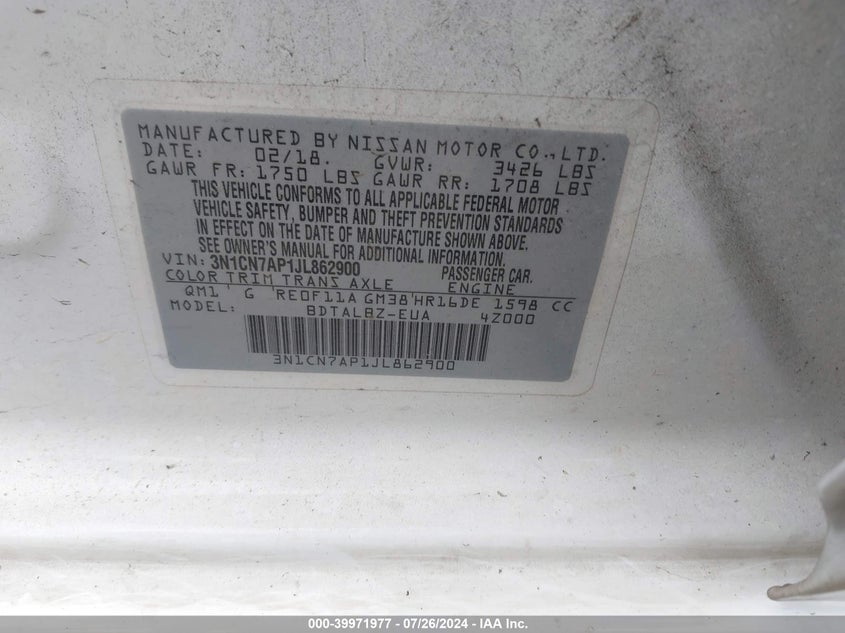 MANUFACTURED BY NISSAN MOTOR CO., LTD.
DATE: 02/18. GVWR: 3426 LBS
GAWR FR: 1750 LBS GAWR RR: 1708 LBS
THIS VEHICLE CONFORMS TO ALL APPLICABLE FEDERAL MOTOR
VEHICLE SAFETY, BUMPER AND THEFT PREVENTION STANDARDS
IN EFFECT ON THE DATE OF MANUFACTURE SHOWN ABOVE.
SEE OWNER'S MANUAL FOR ADDITIONAL INFORMATION.
VIN: 3N1CN7AP1JL862900 PASSENGER CAR.
COLOR TRIM TRANS AXLE ENGINE
QM1 ' G 'RE0F11A GM38'HR16DE 1598 CC
MODEL: BDTALBZ-EUA 4Z000
3N1CN7AP1JL862900
000-39971977 - 07/26/2024 - IAA Inc.